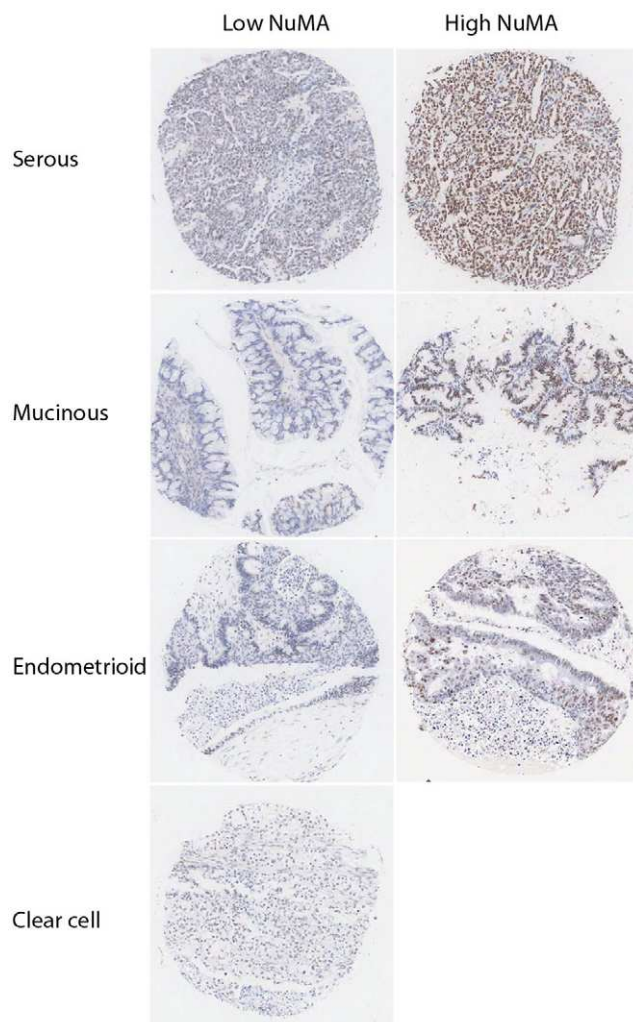 Low NuMA High NuMA
Serous
Mucinous
Endometrioid
Clear cell